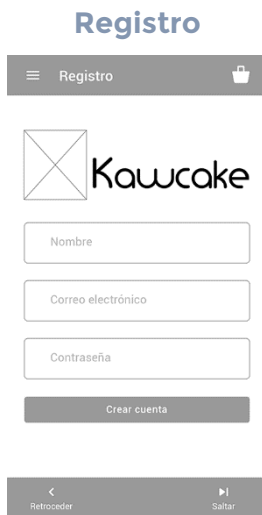 Registro
Registro
Kawcake
Nombre
Correo electrónico
Contraseña
Crear cuenta
Retroceder
Saltar